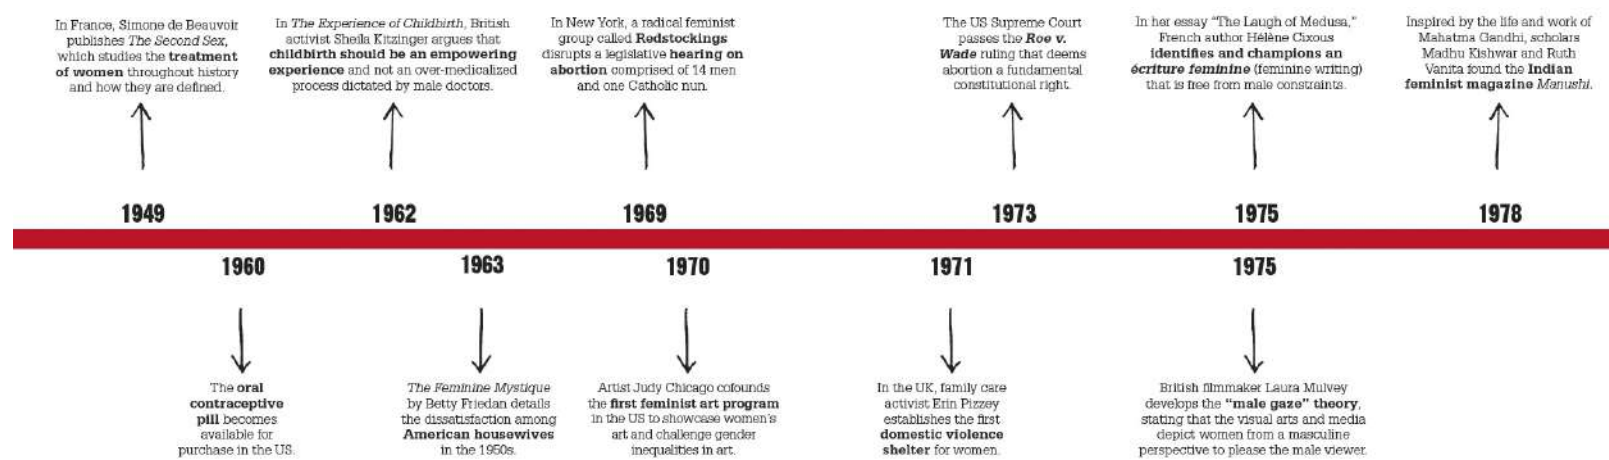 In France, Simone de Beauvoir
publishes The Second Sex,
which studies the treatment
of women throughout history
and how they are defined.
In The Experience of Childbirth, British
activist Sheila Kitzinger argues that
childbirth should be an empowering
experience and not an over-medicalized
process dictated by male doctors.
In New York, a radical feminist
group called Redstockings
disrupts a legislative hearing on
abortion comprised of 14 men
and one Catholic nun.
The US Supreme Court
passes the Roe v.
Wade ruling that deems
abortion a fundamental
constitutional right.
In her essay “The Laugh of Medusa,”
French author Hélène Cixous
identifies and champions an
écriture feminine (feminine writing)
that is free from male constraints.
Inspired by the life and work of
Mahatma Gandhi, scholars
Madhu Kishwar and Ruth
Vanita found the Indian
feminist magazine Manushi.
1949
1962
1969
1973
1975
1978
1960
1963
1970
1971
1975
The oral
contraceptive
pill becomes
available for
purchase in the US.
The Feminine Mystique
by Betty Friedan details
the dissatisfaction among
American housewives
in the 1950s.
Artist Judy Chicago cofounds
the first feminist art program
in the US to showcase women’s
art and challenge gender
inequalities in art.
In the UK, family care
activist Erin Pizzey
establishes the first
domestic violence
shelter for women.
British filmmaker Laura Mulvey
develops the “male gaze” theory,
stating that the visual arts and media
depict women from a masculine
perspective to please the male viewer.